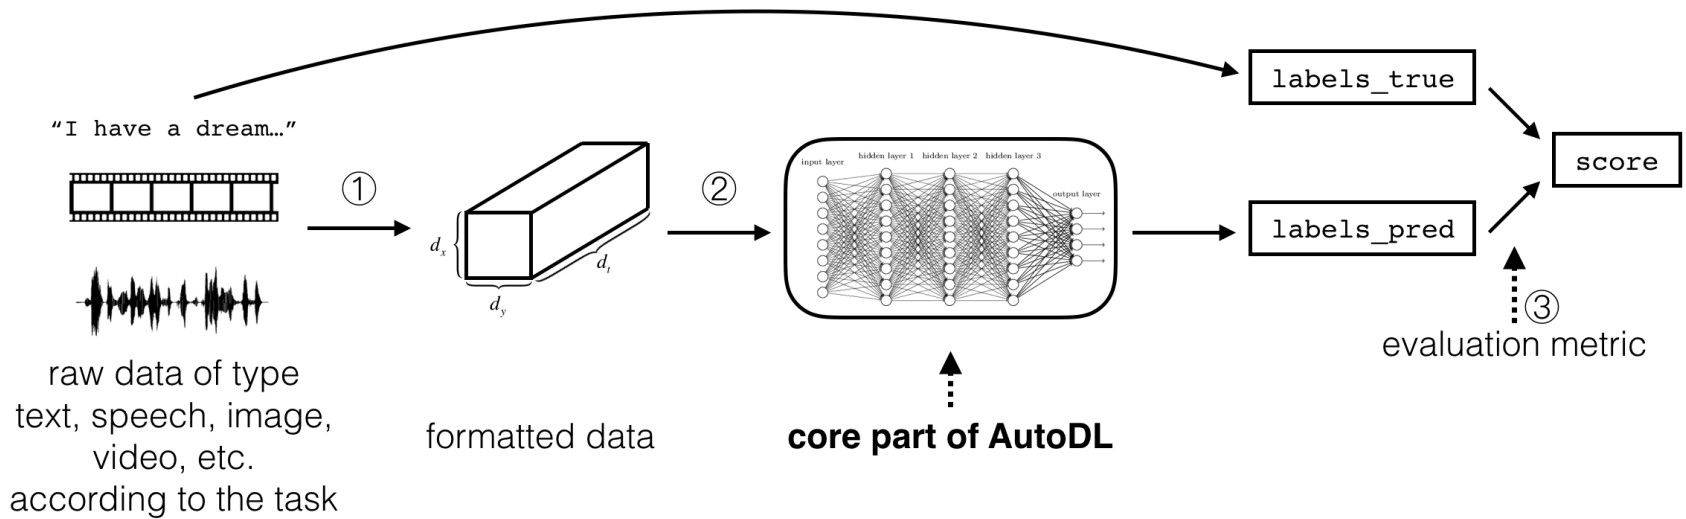 “I have a dream…”
raw data of type
text, speech, image,
video, etc.
according to the task
①
d_x
d_y
d_t
formatted data
②
input layer
hidden layer 1
hidden layer 2
hidden layer 3
output layer
core part of AutoDL
labels_true
labels_pred
score
③
evaluation metric